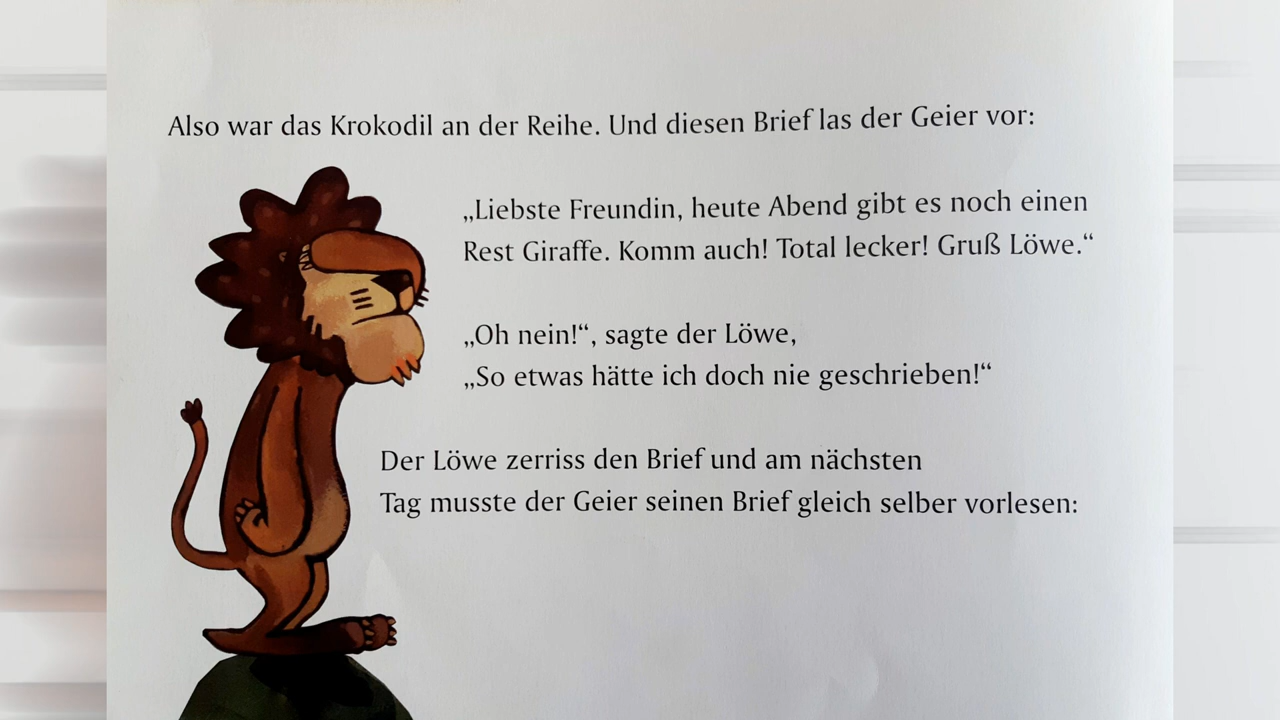 Also war das Krokodil an der Reihe. Und diesen Brief las der Geier vor:
„Liebste Freundin, heute Abend gibt es noch einen
Rest Giraffe. Komm auch! Total lecker! Gruß Löwe.“
„Oh nein!“, sagte der Löwe,
„So etwas hätte ich doch nie geschrieben!“
Der Löwe zerriss den Brief und am nächsten
Tag musste der Geier seinen Brief gleich selber vorlesen: